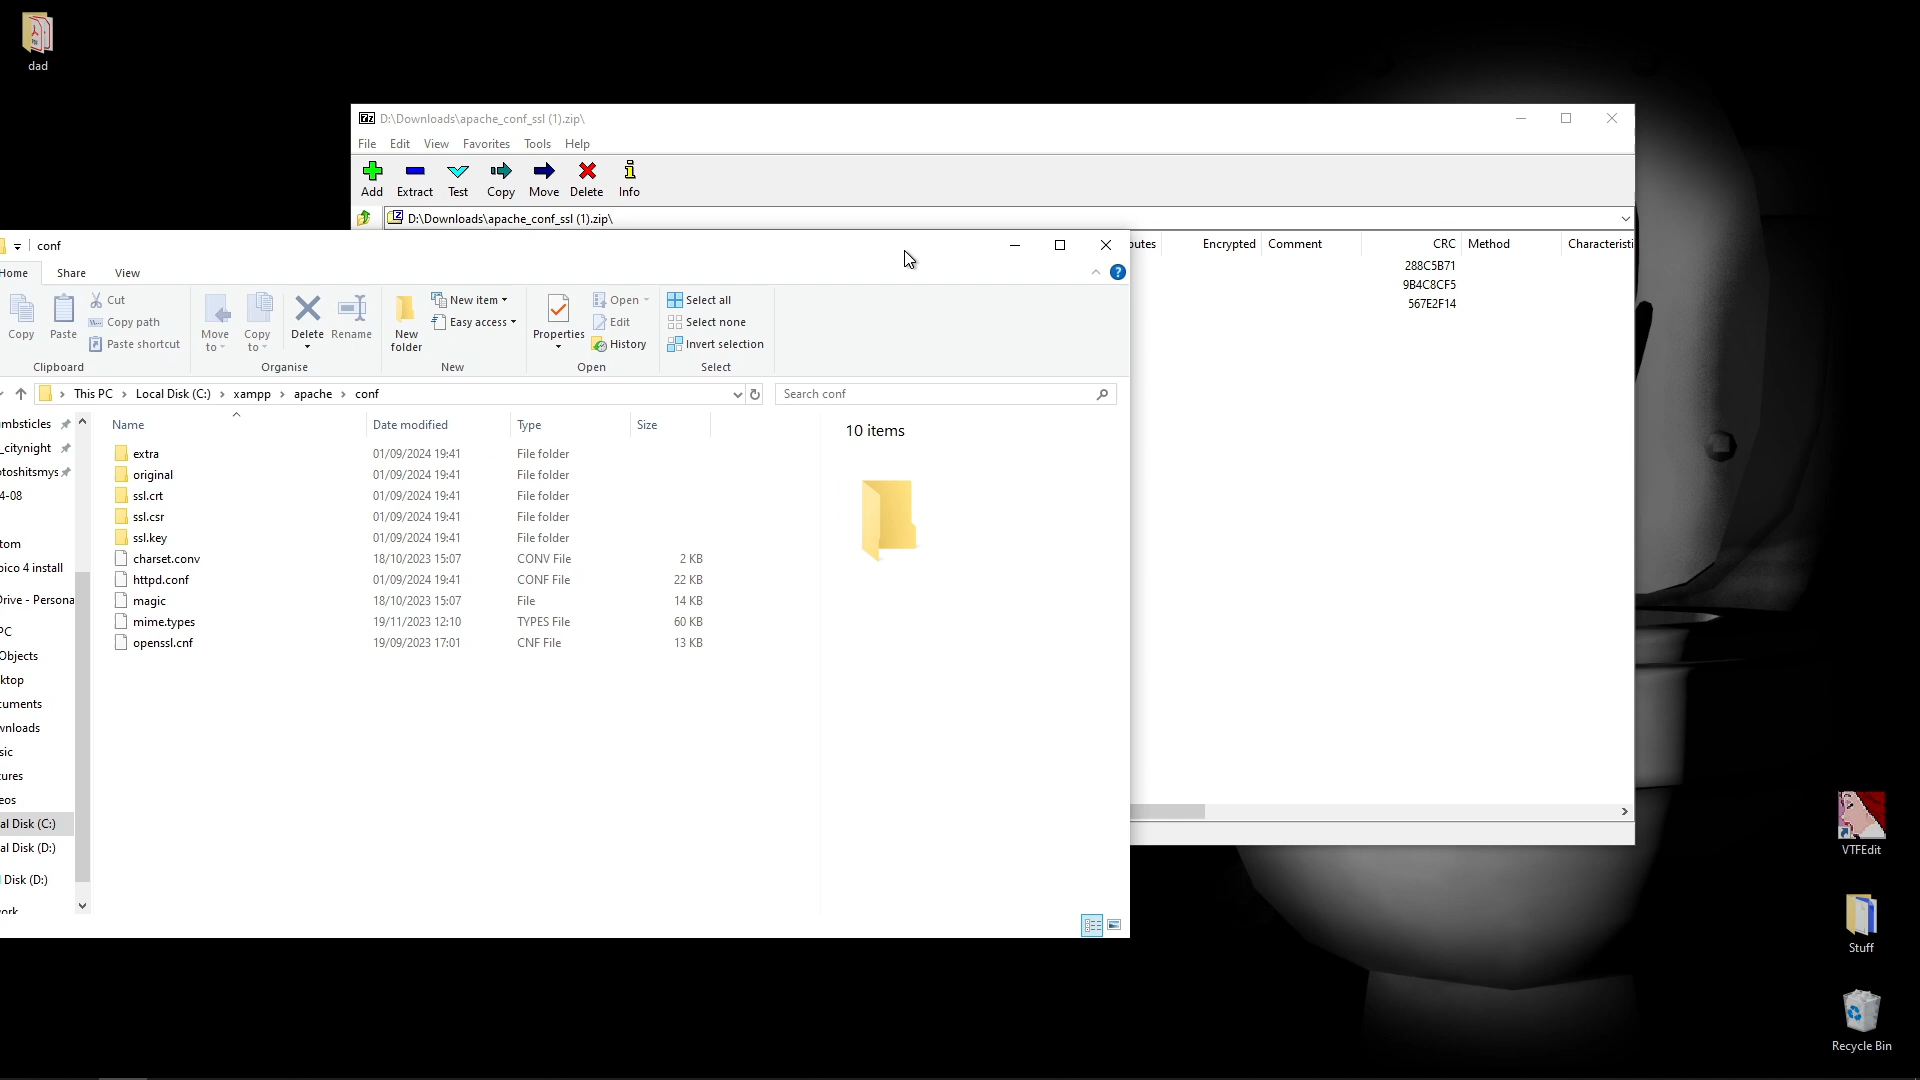 dad
D:\Downloads\apache_conf_ssl (1).zip\
File Edit View Favorites Tools Help
Add Extract Test Copy Move Delete Info
D:\Downloads\apache_conf_ssl (1).zip\
Encrypted Comment CRC Method Characteristi
288C5B71
9B4C8CF5
567E2F14
conf
Home Share View
Copy
Paste
Cut
Copy path
Paste shortcut
Clipboard
Move to
Copy to
Delete
Rename
Organise
New folder
New item
Easy access
New
Properties
Open
Edit
History
Open
Select all
Select none
Invert selection
Select
This PC > Local Disk (C:) > xampp > apache > conf
Search conf
mbsticles
_citynight
otoshitsmys
4-08
tom
pico 4 install
Drive - Persona
PC
Objects
ktop
uments
wnloads
sic
tures
eos
al Disk (C:)
al Disk (D:)
Disk (D:)
work
Name Date modified Type Size
extra 01/09/2024 19:41 File folder
original 01/09/2024 19:41 File folder
ssl.crt 01/09/2024 19:41 File folder
ssl.csr 01/09/2024 19:41 File folder
ssl.key 01/09/2024 19:41 File folder
charset.conv 18/10/2023 15:07 CONV File 2 KB
httpd.conf 01/09/2024 19:41 CONF File 22 KB
magic 18/10/2023 15:07 File 14 KB
mime.types 19/11/2023 12:10 TYPES File 60 KB
openssl.cnf 19/09/2023 17:01 CNF File 13 KB
10 items
VTFEdit
Stuff
Recycle Bin